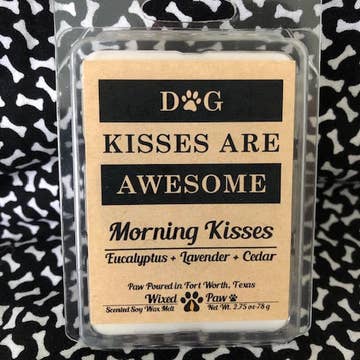 DOG
KISSES ARE
AWESOME
Morning Kisses
Eucalyptus + Lavender + Cedar
Paw Poured in Fort Worth, Texas
Wixed Paw
Scented Soy Wax Melt Net Wt. 2.75 oz-78 g